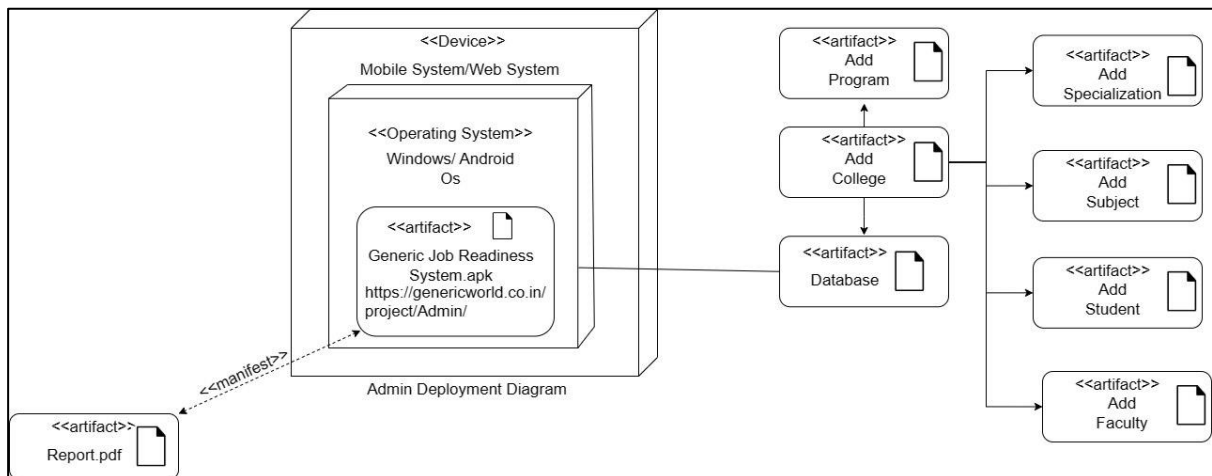 <<Device>>
Mobile System/Web System
<<Operating System>>
Windows/ Android
Os
<<artifact>>
Generic Job Readiness
System.apk
https://genericworld.co.in/
project/Admin/
Admin Deployment Diagram
<<manifest>>
<<artifact>>
Report.pdf
<<artifact>>
Add
Program
<<artifact>>
Add
College
<<artifact>>
Database
<<artifact>>
Add
Specialization
<<artifact>>
Add
Subject
<<artifact>>
Add
Student
<<artifact>>
Add
Faculty